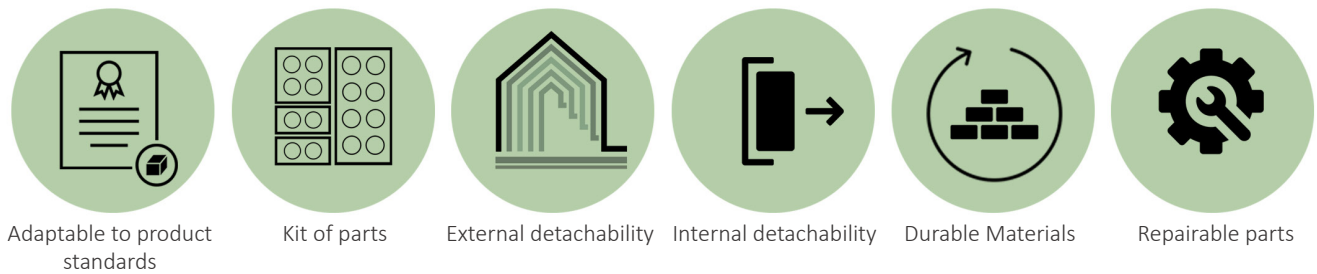 Adaptable to product
standards
Kit of parts
External detachability
Internal detachability
Durable Materials
Repairable parts